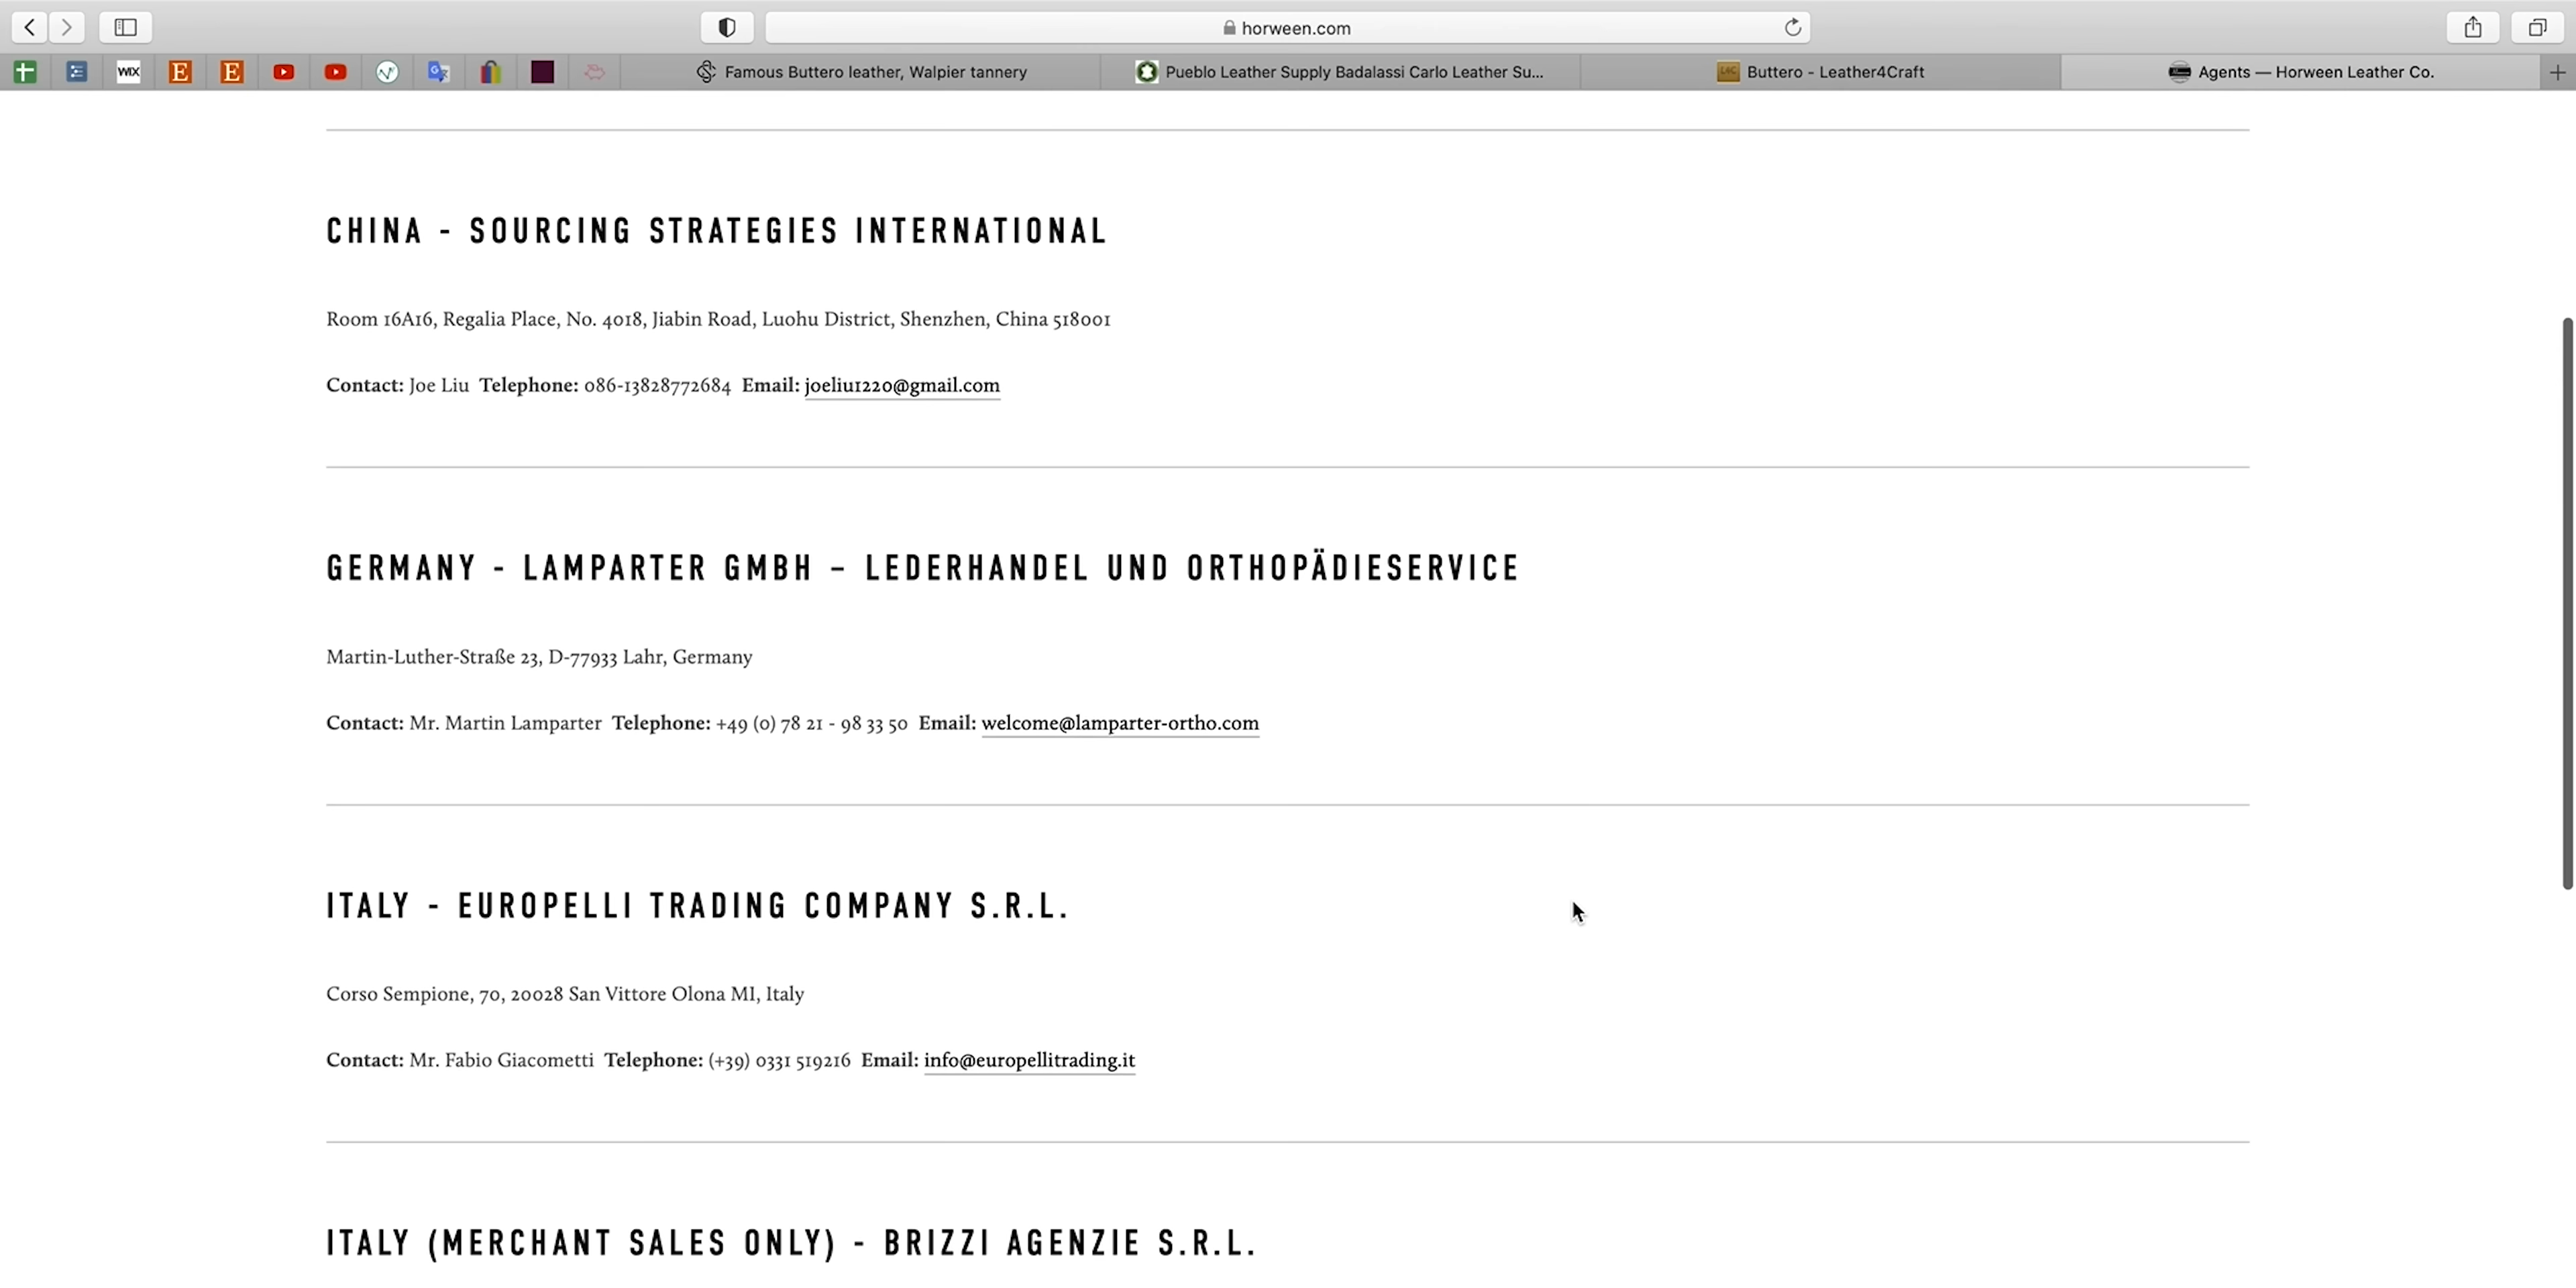 horween.com
WIX
E
E
Famous Buttero leather, Walpier tannery
Pueblo Leather Supply Badalassi Carlo Leather Su...
L4C
Buttero - Leather4Craft
Agents — Horween Leather Co.
CHINA - SOURCING STRATEGIES INTERNATIONAL
Room 16A16, Regalia Place, No. 4018, Jiabin Road, Luohu District, Shenzhen, China 518001
Contact: Joe Liu Telephone: 086-13828772684 Email: joeliu1220@gmail.com
GERMANY - LAMPARTER GMBH – LEDERHANDEL UND ORTHOPÄDIESERVICE
Martin-Luther-Straße 23, D-77933 Lahr, Germany
Contact: Mr. Martin Lamparter Telephone: +49 (0) 78 21 - 98 33 50 Email: welcome@lamparter-ortho.com
ITALY - EUROPELLI TRADING COMPANY S.R.L.
Corso Sempione, 70, 20028 San Vittore Olona MI, Italy
Contact: Mr. Fabio Giacometti Telephone: (+39) 0331 519216 Email: info@europellitrading.it
ITALY (MERCHANT SALES ONLY) - BRIZZI AGENZIE S.R.L.